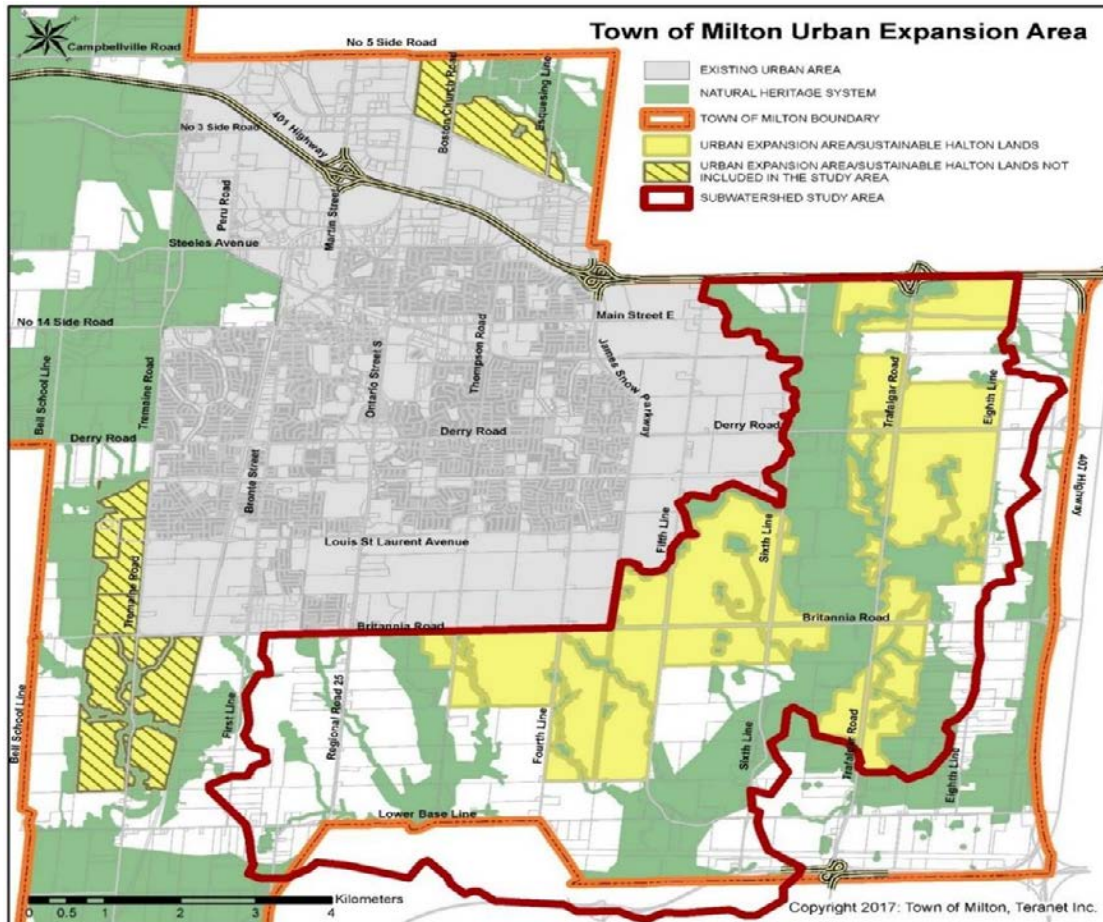 Town of Milton Urban Expansion Area
EXISTING URBAN AREA
NATURAL HERITAGE SYSTEM
TOWN OF MILTON BOUNDARY
URBAN EXPANSION AREA/SUSTAINABLE HALTON LANDS
URBAN EXPANSION AREA/SUSTAINABLE HALTON LANDS NOT
INCLUDED IN THE STUDY AREA
SUBWATERSHED STUDY AREA
Campbellville Road
No 5 Side Road
Boston Church Road
Esquesing Line
401 Highway
No 3 Side Road
Peru Road
Martin Street
Steeles Avenue
No 14 Side Road
Main Street E
Bell School Line
Tremaine Road
Ontario Street S
Thompson Road
James Snow Parkway
Trafalgar Road
Eighth Line
407 Highway
Derry Road
Derry Road
Derry Road
Bronte Street
Louis St Laurent Avenue
Fifth Line
Sixth Line
Tremaine Road
Britannia Road
Britannia Road
Bell School Line
First Line
Regional Road 25
Fourth Line
Sixth Line
Trafalgar Road
Eighth Line
Lower Base Line
Kilometers
0 0.5 1 2 3 4
Copyright 2017: Town of Milton, Teranet Inc.